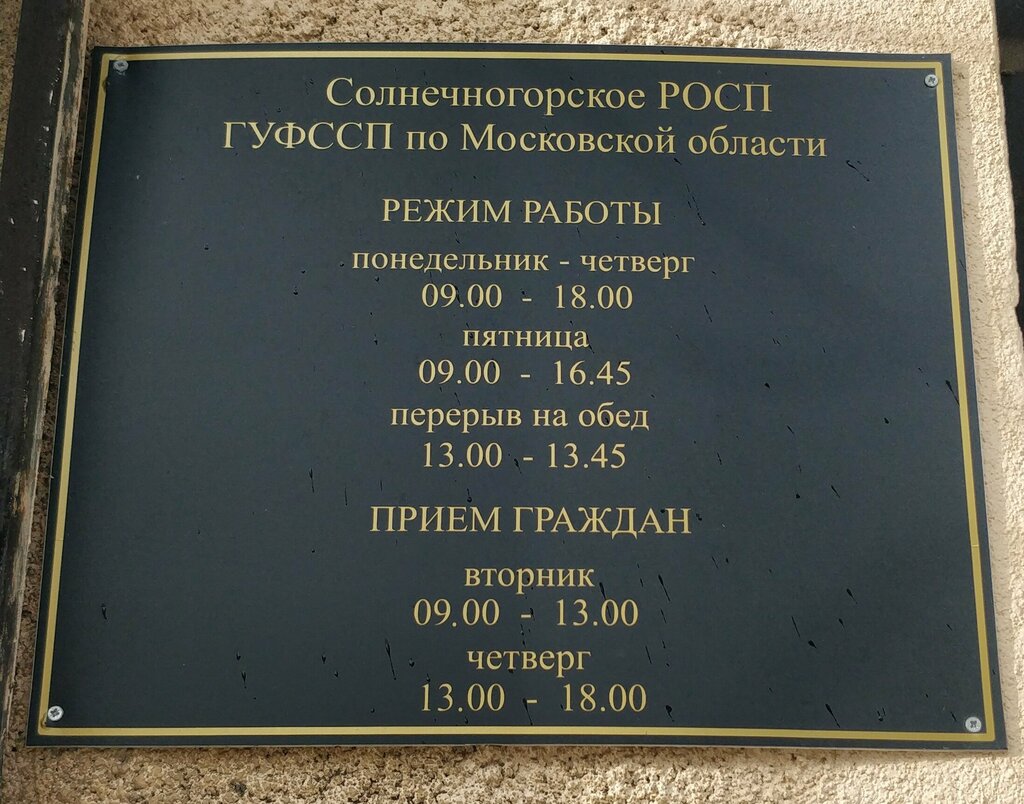 Солнечногорское РОСП
ГУФССП по Московской области
РЕЖИМ РАБОТЫ
понедельник - четверг
09.00 - 18.00
пятница
09.00 - 16.45
перерыв на обед
13.00 - 13.45
ПРИЕМ ГРАЖДАН
вторник
09.00 - 13.00
четверг
13.00 - 18.00